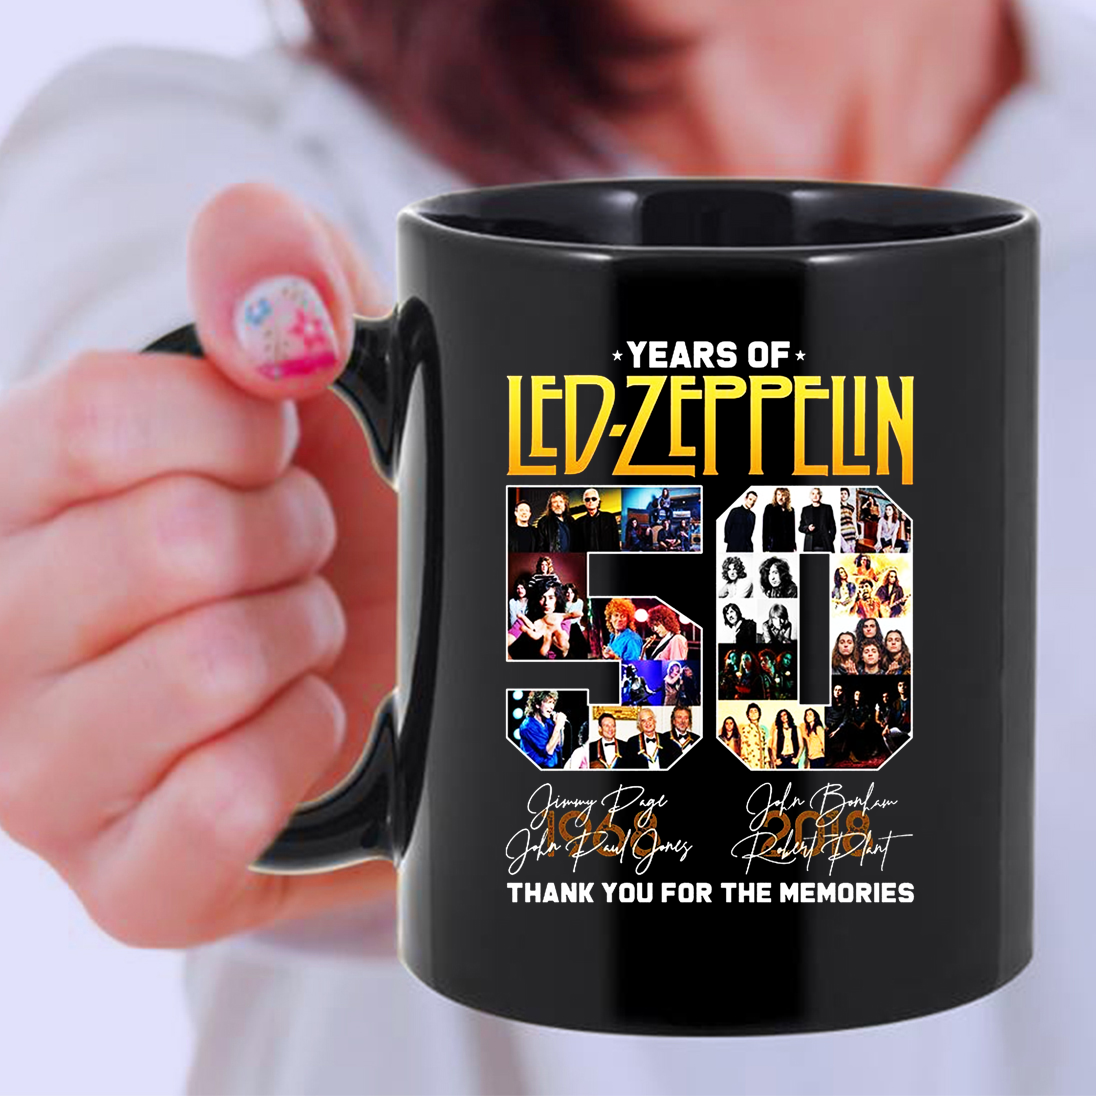 ★YEARS OF★
LED-ZEPPELIN
50
Jimmy Page John Bonham
1968 2018
John Paul Jones Robert Plant
THANK YOU FOR THE MEMORIES